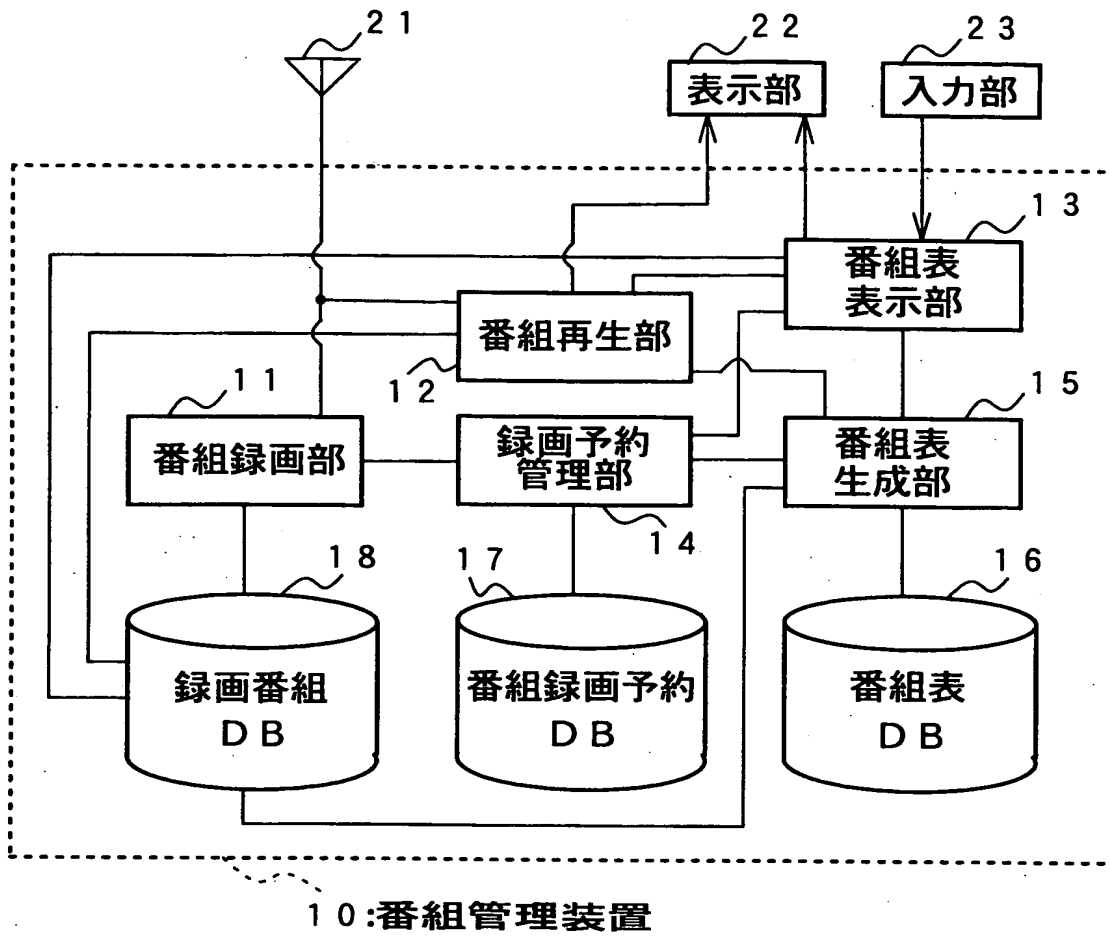 21
22
23
表示部
入力部
13
番組表
表示部
番組再生部
12
11
15
番組録画部
録画予約
管理部
番組表
生成部
14
18
17
16
録画番組
DB
番組録画予約
DB
番組表
DB
10:番組管理装置